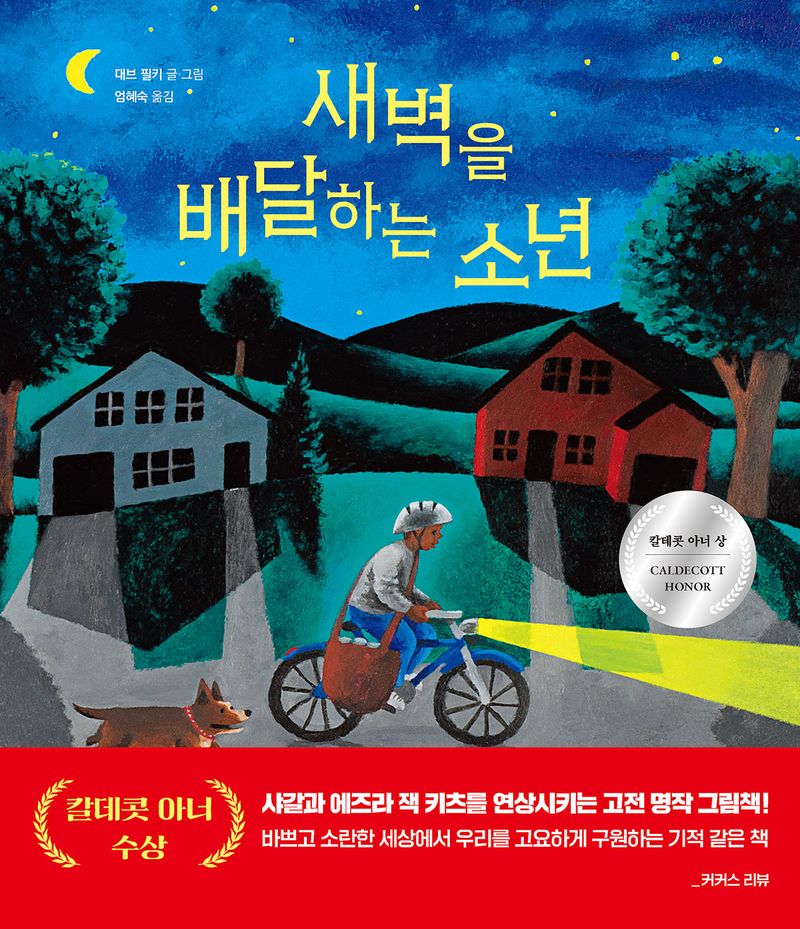 대브 필키 글·그림
엄혜숙 옮김
새벽을
배달하는 소년
칼데콧 아너 상
CALDECOTT
HONOR
칼데콧 아너
수상
샤갈과 에즈라 잭 키츠를 연상시키는 고전 명작 그림책!
바쁘고 소란한 세상에서 우리를 고요하게 구원하는 기적 같은 책
_커커스 리뷰